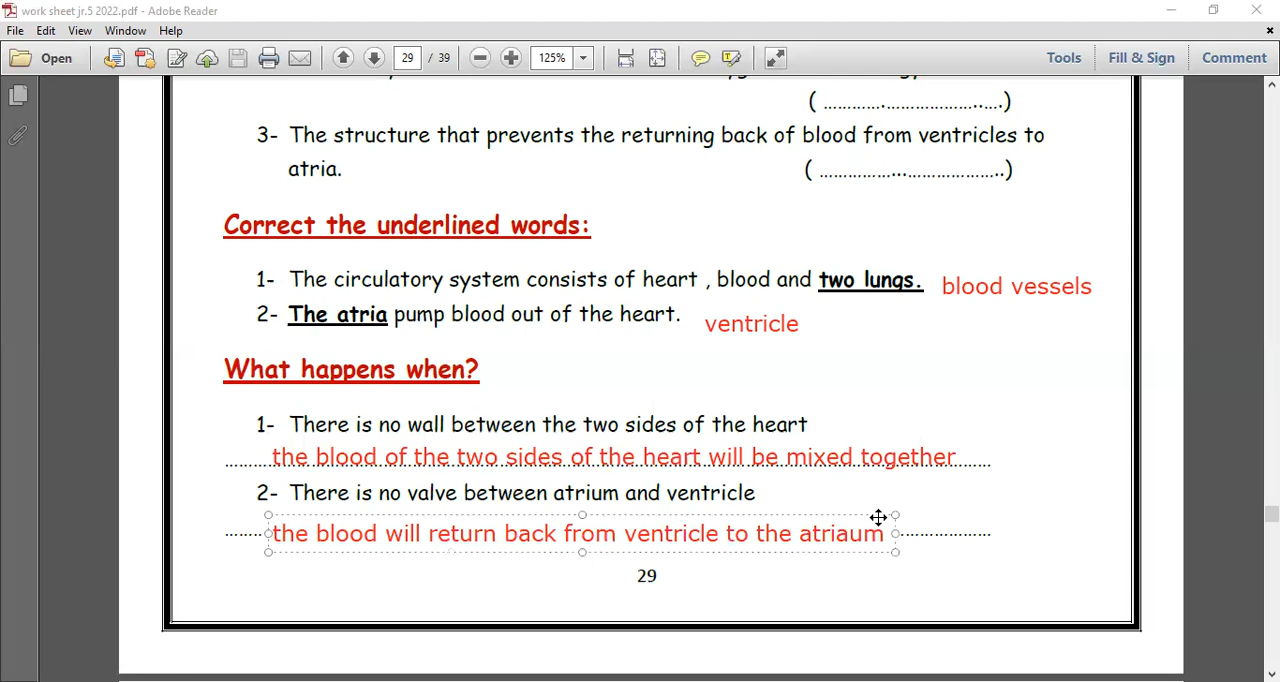 work sheet jr.5 2022.pdf - Adobe Reader
File Edit View Window Help
Open 29 / 39 125% Tools Fill & Sign Comment
( ………….………………..….)
3- The structure that prevents the returning back of blood from ventricles to
atria. ( ……………..………………..)
Correct the underlined words:
1- The circulatory system consists of heart , blood and two lungs. blood vessels
2- The atria pump blood out of the heart. ventricle
What happens when?
1- There is no wall between the two sides of the heart
the blood of the two sides of the heart will be mixed together
2- There is no valve between atrium and ventricle
the blood will return back from ventricle to the atriaum
29